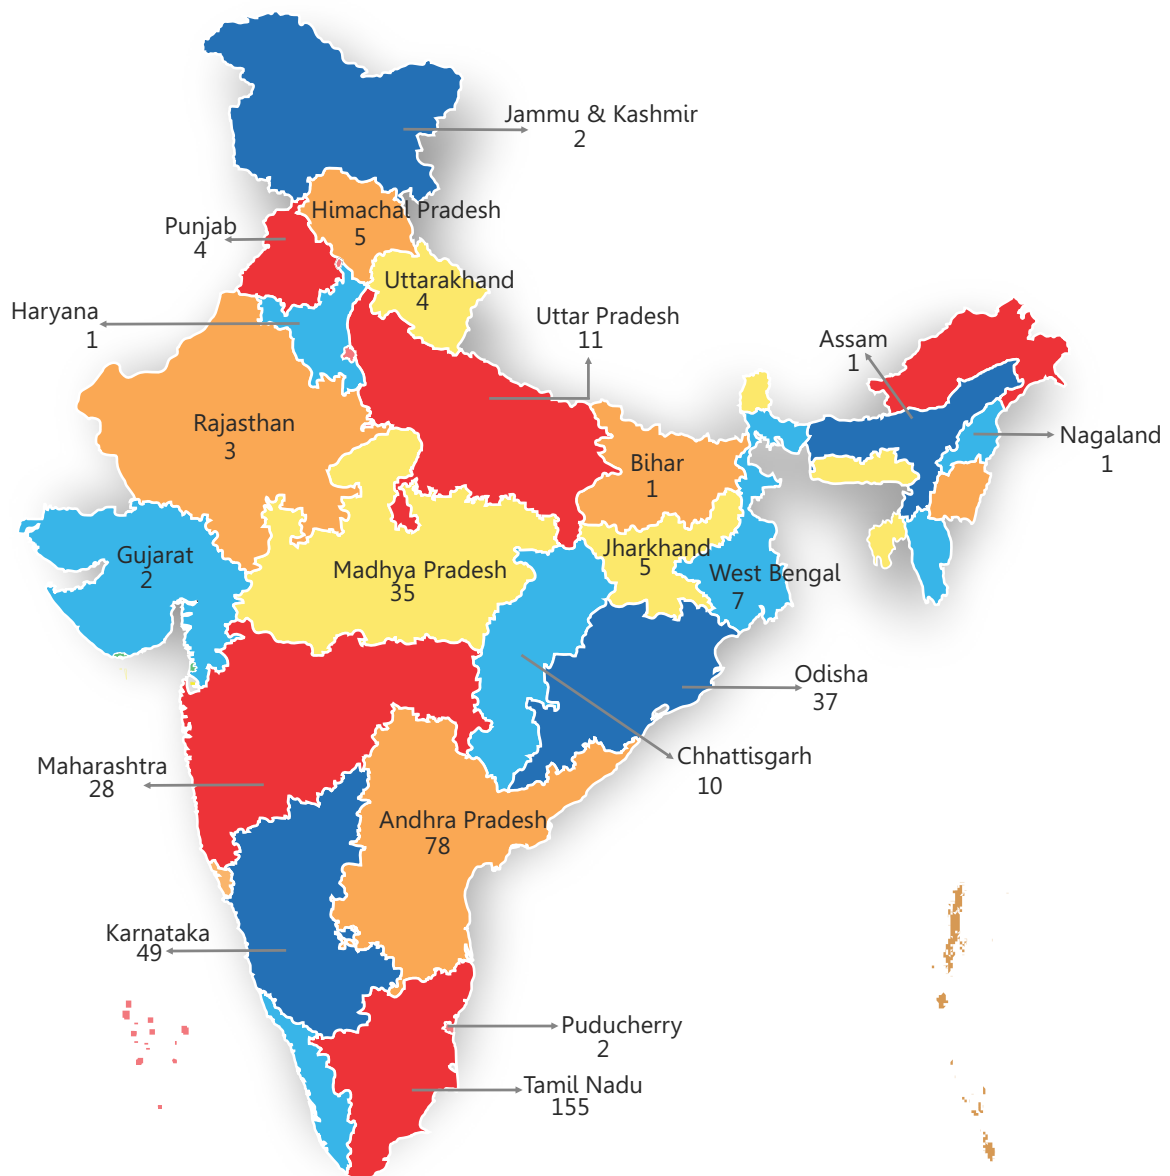 Jammu & Kashmir
2
Himachal Pradesh
5
Punjab
4
Uttarakhand
4
Haryana
1
Uttar Pradesh
11
Assam
1
Rajasthan
3
Nagaland
1
Bihar
1
Gujarat
2
Jharkhand
5
Madhya Pradesh
35
West Bengal
7
Odisha
37
Chhattisgarh
10
Maharashtra
28
Andhra Pradesh
78
Karnataka
49
Puducherry
2
Tamil Nadu
155